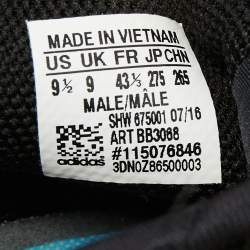 MADE IN VIETNAM
US UK FR JP CHN
9½ 9 43⅓ 275 265
MALE/MÂLE
SHW 675001 07/16
ART BB3068
#115076846
3DN0Z86500003
adidas